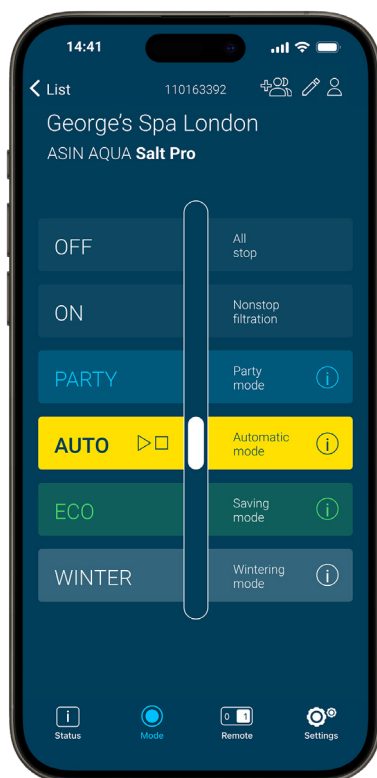 14:41
List
110163392
George's Spa London
ASIN AQUA Salt Pro
OFF
All
stop
ON
Nonstop
filtration
PARTY
Party
mode
AUTO
Automatic
mode
ECO
Saving
mode
WINTER
Wintering
mode
0 1
Status
Mode
Remote
Settings